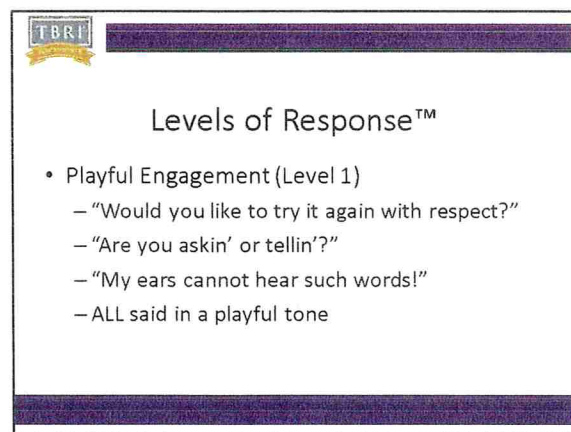 TBRI
Levels of Response™
• Playful Engagement (Level 1)
– “Would you like to try it again with respect?”
– “Are you askin’ or tellin’?”
– “My ears cannot hear such words!”
– ALL said in a playful tone